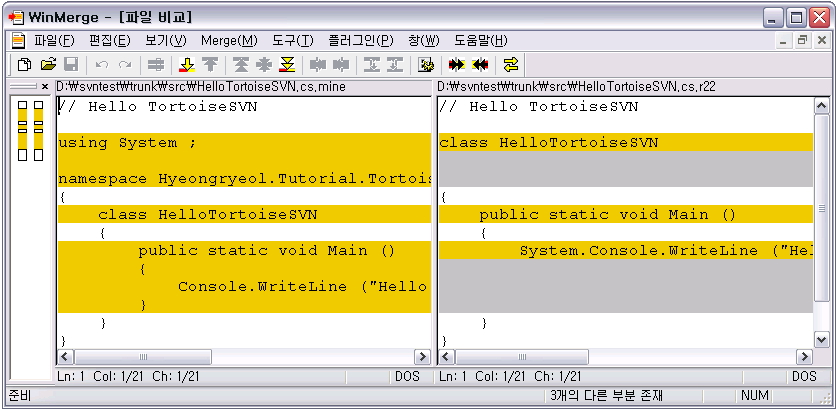 WinMerge - [파일 비교]
파일(F) 편집(E) 보기(V) Merge(M) 도구(T) 플러그인(P) 창(W) 도움말(H)
D:\svntest\trunk\src\HelloTortoiseSVN.cs.mine
// Hello TortoiseSVN
using System ;
namespace Hyeongryeol.Tutorial.Tortois
{
class HelloTortoiseSVN
{
public static void Main ()
{
Console.WriteLine ("Hello
}
}
}
Ln: 1 Col: 1/21 Ch: 1/21 DOS
D:\svntest\trunk\src\HelloTortoiseSVN.cs.r22
// Hello TortoiseSVN
class HelloTortoiseSVN
{
public static void Main ()
{
System.Console.WriteLine ("Hel
}
}
Ln: 1 Col: 1/21 Ch: 1/21 DOS
준비 3개의 다른 부분 존재 NUM